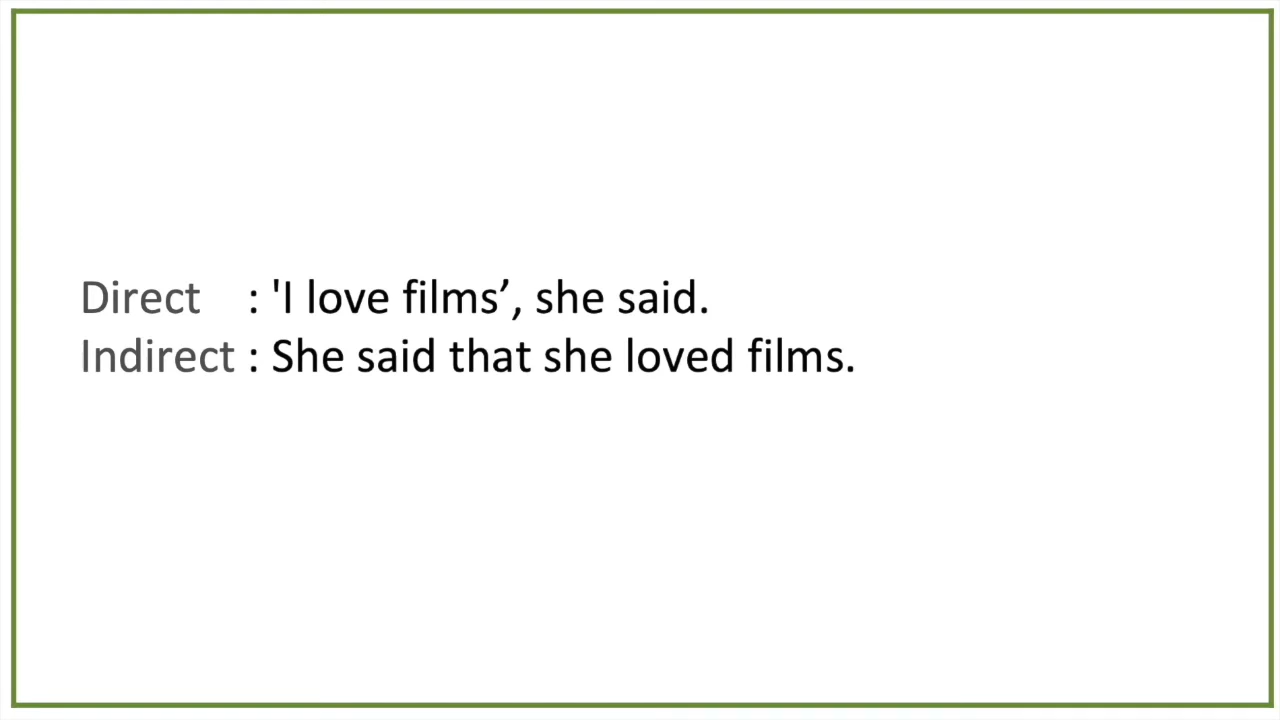 Direct : 'I love films’, she said.
Indirect : She said that she loved films.